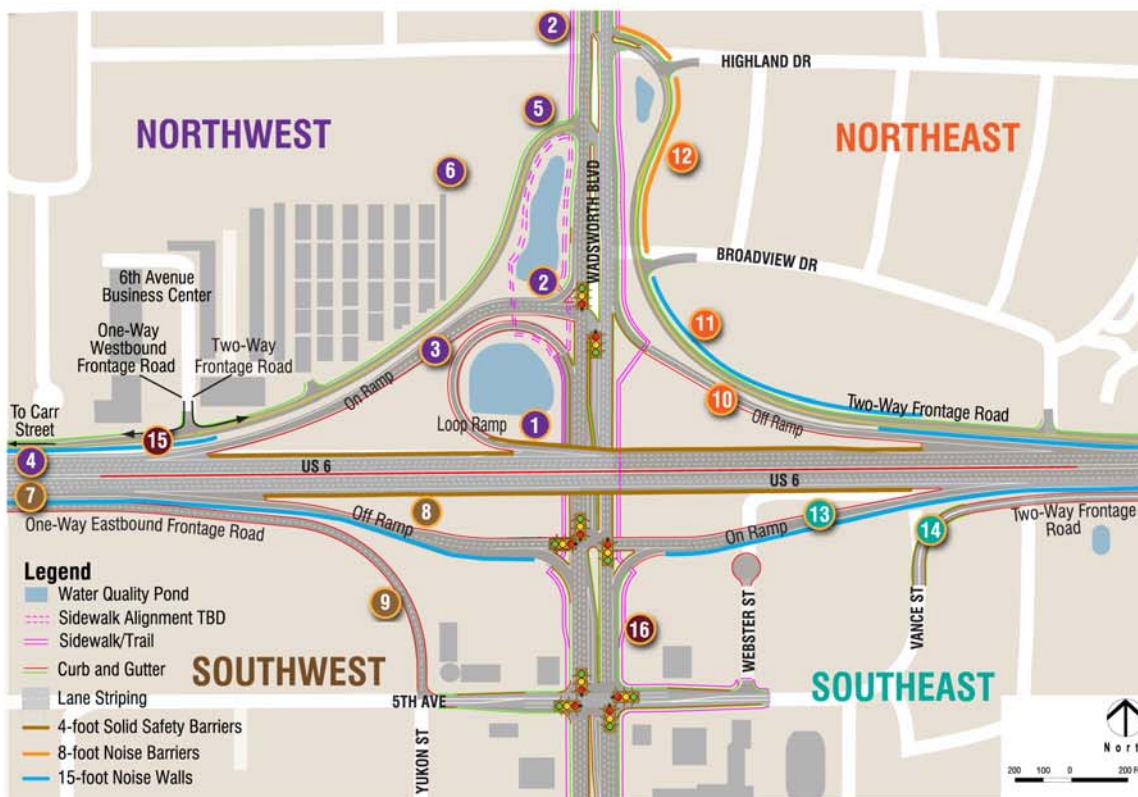 2
HIGHLAND DR
5
NORTHWEST
NORTHEAST
12
6
WADSWORTH BLVD
BROADVIEW DR
6th Avenue
Business Center
2
One-Way
Westbound
Frontage Road
Two-Way
Frontage Road
11
3
On Ramp
10
Off Ramp
Two-Way Frontage Road
To Carr
Street
15
Loop Ramp
1
4
US 6
US 6
7
One-Way Eastbound Frontage Road
Off Ramp
8
On Ramp
13
14
Two-Way Frontage
Road
Legend
Water Quality Pond
Sidewalk Alignment TBD
Sidewalk/Trail
Curb and Gutter
Lane Striping
4-foot Solid Safety Barriers
8-foot Noise Barriers
15-foot Noise Walls
9
SOUTHWEST
16
WEBSTER ST
VANCE ST
SOUTHEAST
5TH AVE
YUKON ST
200 100 0 200